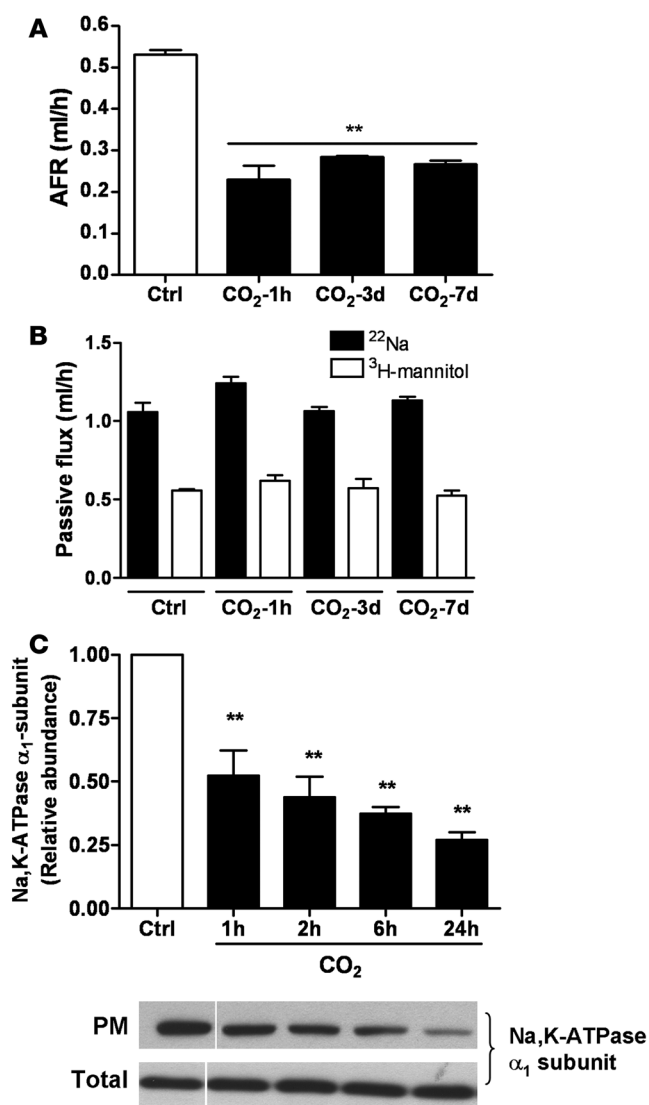 A
AFR (ml/h)
0.6
0.5
0.4
0.3
0.2
0.1
0.0
**
Ctrl CO₂-1h CO₂-3d CO₂-7d
B
Passive flux (ml/h)
1.5
1.0
0.5
0.0
²²Na
³H-mannitol
Ctrl CO₂-1h CO₂-3d CO₂-7d
C
Na,K-ATPase α₁-subunit
(Relative abundance)
1.00
0.75
0.50
0.25
0.00
** ** ** **
Ctrl 1h 2h 6h 24h
CO₂
PM
Total
Na,K-ATPase
α₁ subunit